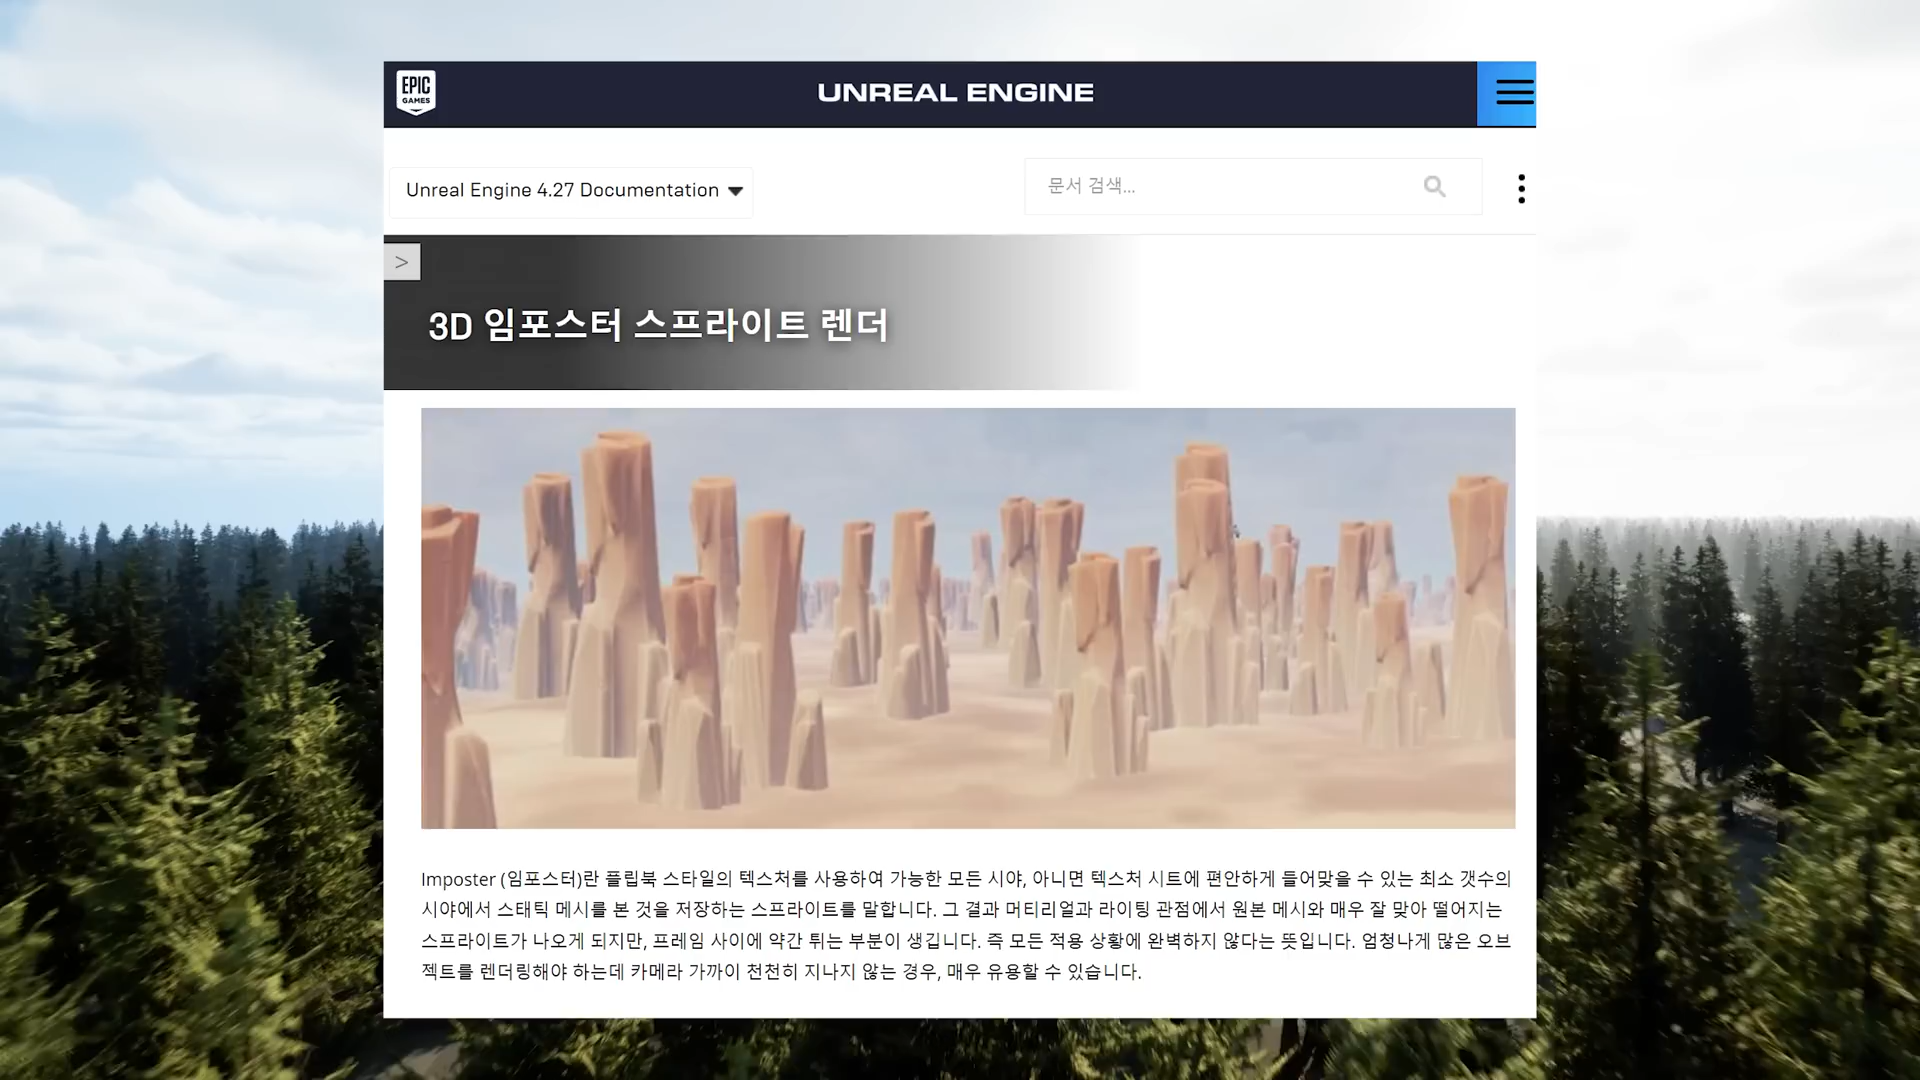 EPIC
GAMES
UNREAL ENGINE
Unreal Engine 4.27 Documentation
문서 검색...
>
3D 임포스터 스프라이트 렌더
Imposter (임포스터)란 플립북 스타일의 텍스처를 사용하여 가능한 모든 시야, 아니면 텍스처 시트에 편안하게 들어맞을 수 있는 최소 갯수의
시야에서 스태틱 메시를 본 것을 저장하는 스프라이트를 말합니다. 그 결과 머티리얼과 라이팅 관점에서 원본 메시와 매우 잘 맞아 떨어지는
스프라이트가 나오게 되지만, 프레임 사이에 약간 튀는 부분이 생깁니다. 즉 모든 적용 상황에 완벽하지 않다는 뜻입니다. 엄청나게 많은 오브
젝트를 렌더링해야 하는데 카메라 가까이 천천히 지나지 않는 경우, 매우 유용할 수 있습니다.